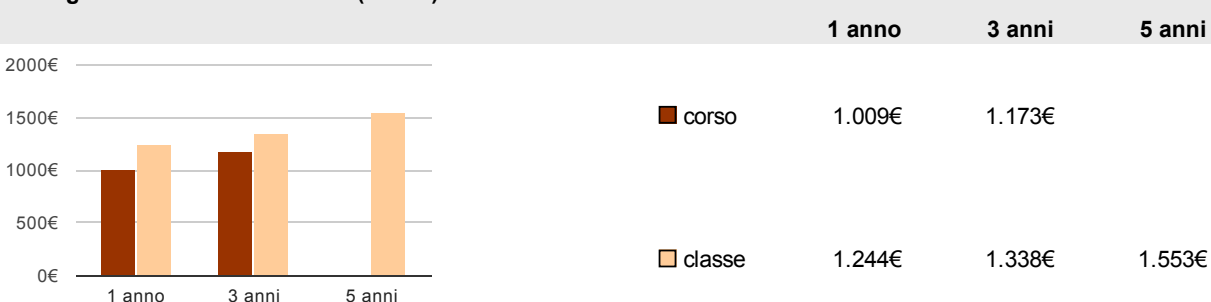 1 anno 3 anni 5 anni
2000€
1500€
1000€
500€
0€
1 anno 3 anni 5 anni
corso 1.009€ 1.173€
classe 1.244€ 1.338€ 1.553€